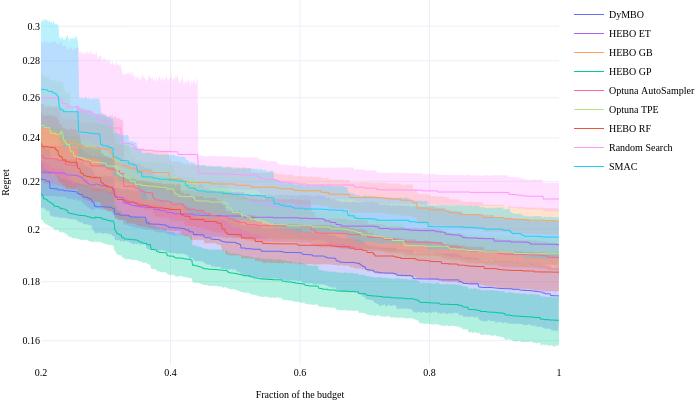 0.3
0.28
0.26
0.24
0.22
0.2
0.18
0.16
Regret
0.2
0.4
0.6
0.8
1
Fraction of the budget
DyMBO
HEBO ET
HEBO GB
HEBO GP
Optuna AutoSampler
Optuna TPE
HEBO RF
Random Search
SMAC